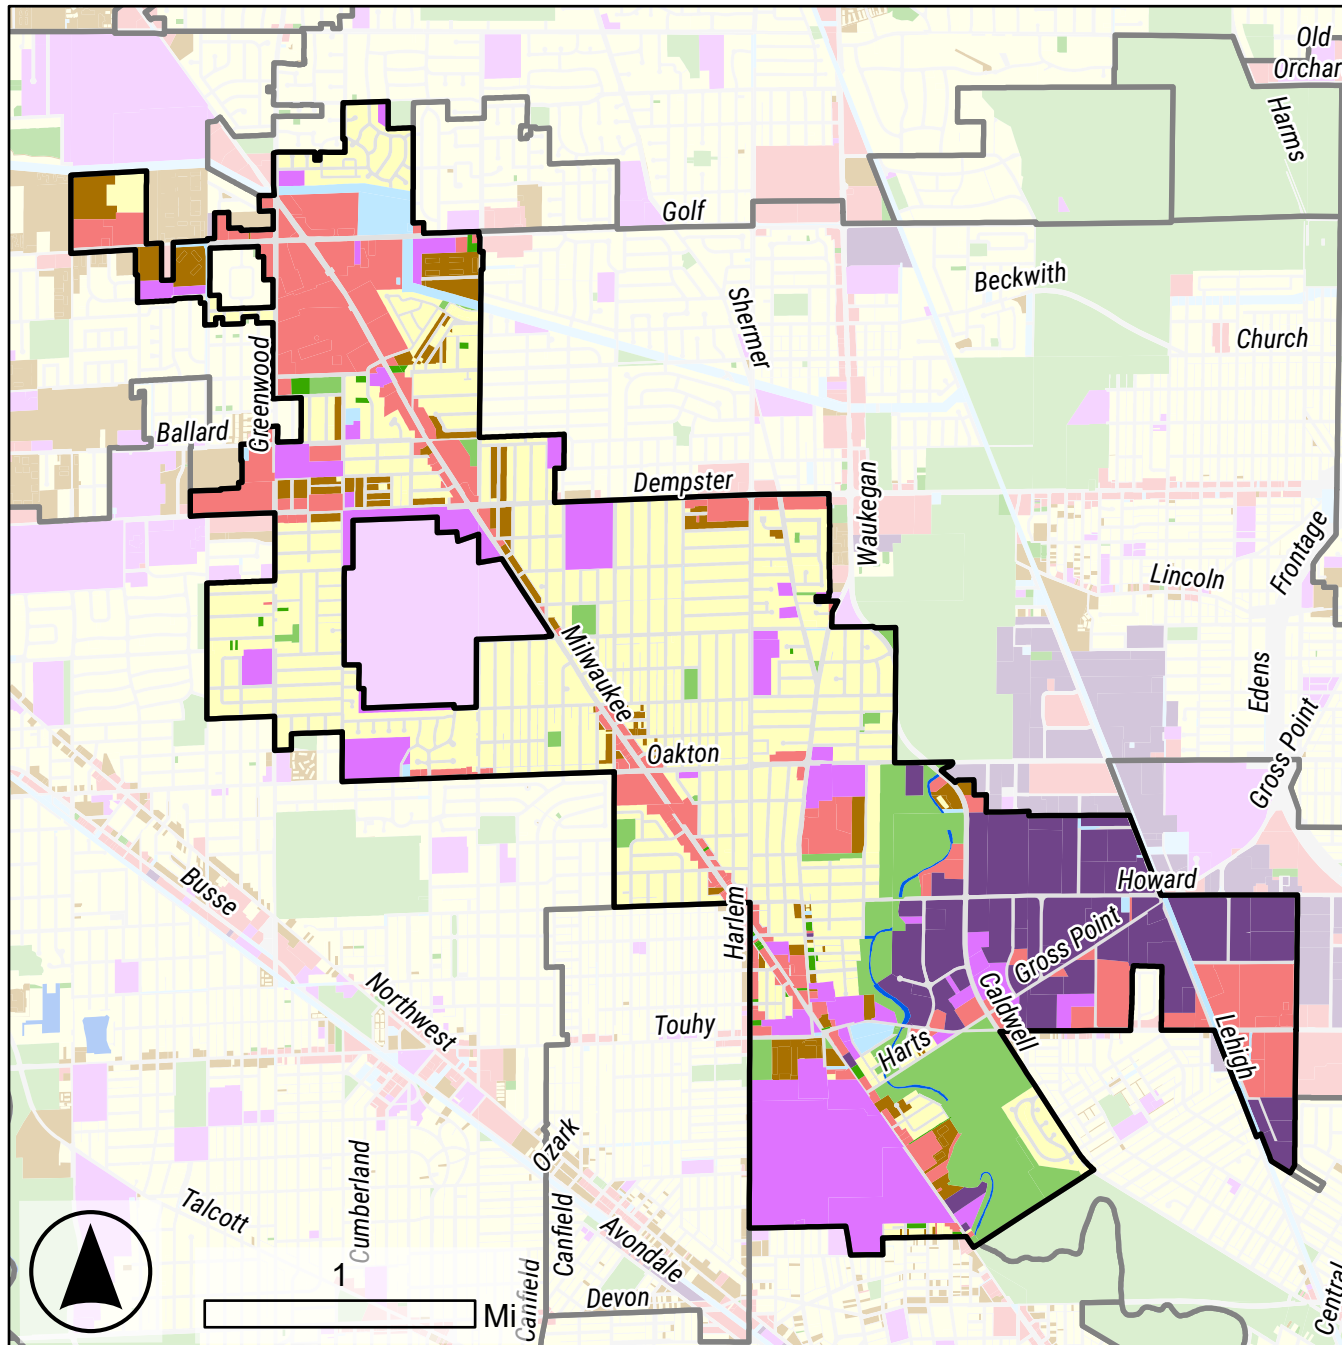 Old
Orchar
Harms
Golf
Beckwith
Shermer
Church
Greenwood
Ballard
Dempster
Waukegan
Frontage
Lincoln
Milwaukee
Edens
Gross Point
Oakton
Busse
Harlem
Howard
Gross Point
Northwest
Caldwell
Touhy
Harts
Lehigh
Ozark
Cumberland
Talcott
Canfield
Avondale
Canfield
Devon
Central
1
Mi